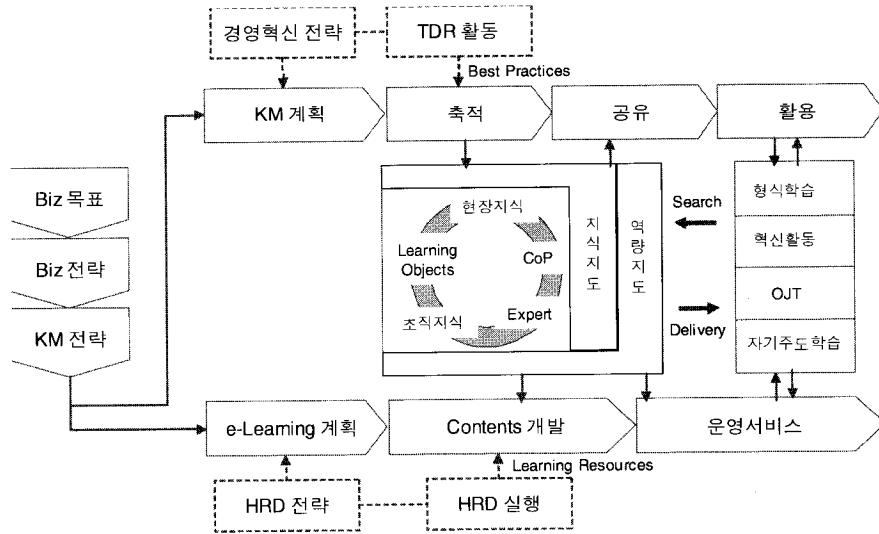 경영혁신 전략
TDR 활동
Best Practices
KM 계획
축적
공유
활용
Biz 목표
Biz 전략
KM 전략
현장지식
Learning
Objects
CoP
조직지식
Expert
지식지도
역량지도
Search
Delivery
형식학습
혁신활동
OJT
자기주도학습
e-Learning 계획
Contents 개발
운영서비스
Learning Resources
HRD 전략
HRD 실행